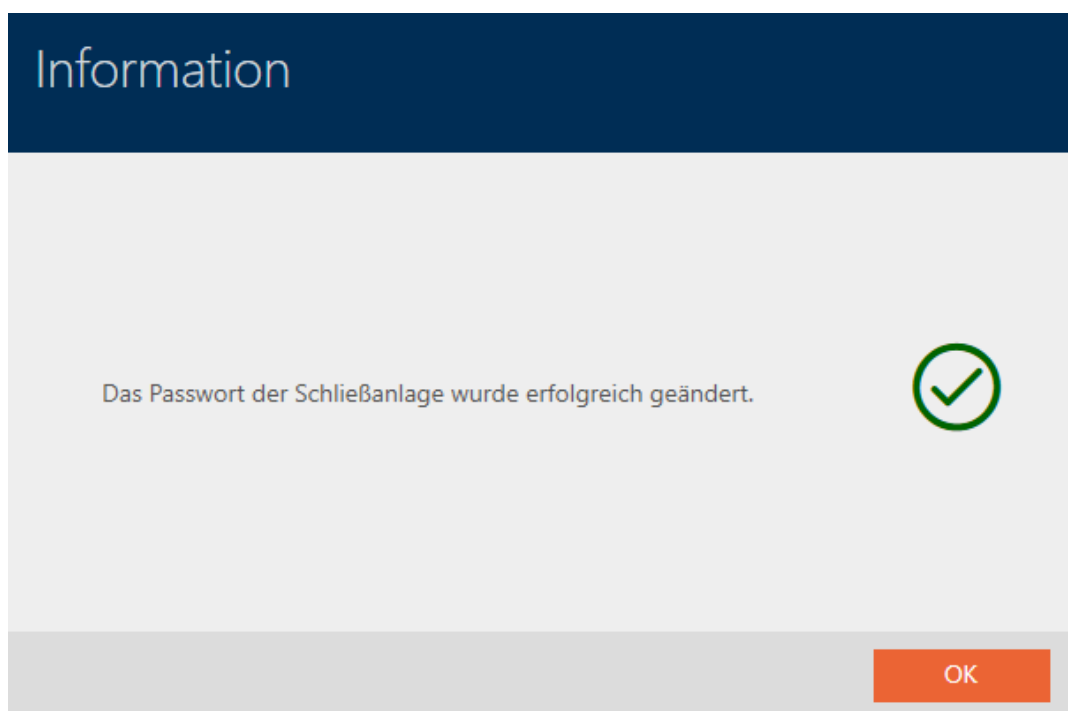 Information
Das Passwort der Schließanlage wurde erfolgreich geändert.
OK